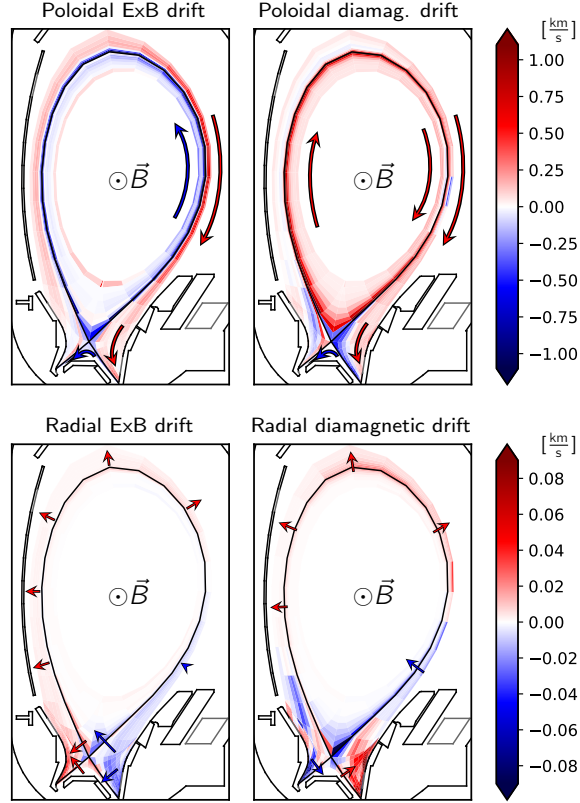 Poloidal ExB drift
Poloidal diamag. drift
[km/s]
⊙B⃗
⊙B⃗
1.00
0.75
0.50
0.25
0.00
−0.25
−0.50
−0.75
−1.00
Radial ExB drift
Radial diamagnetic drift
[km/s]
⊙B⃗
⊙B⃗
0.08
0.06
0.04
0.02
0.00
−0.02
−0.04
−0.06
−0.08